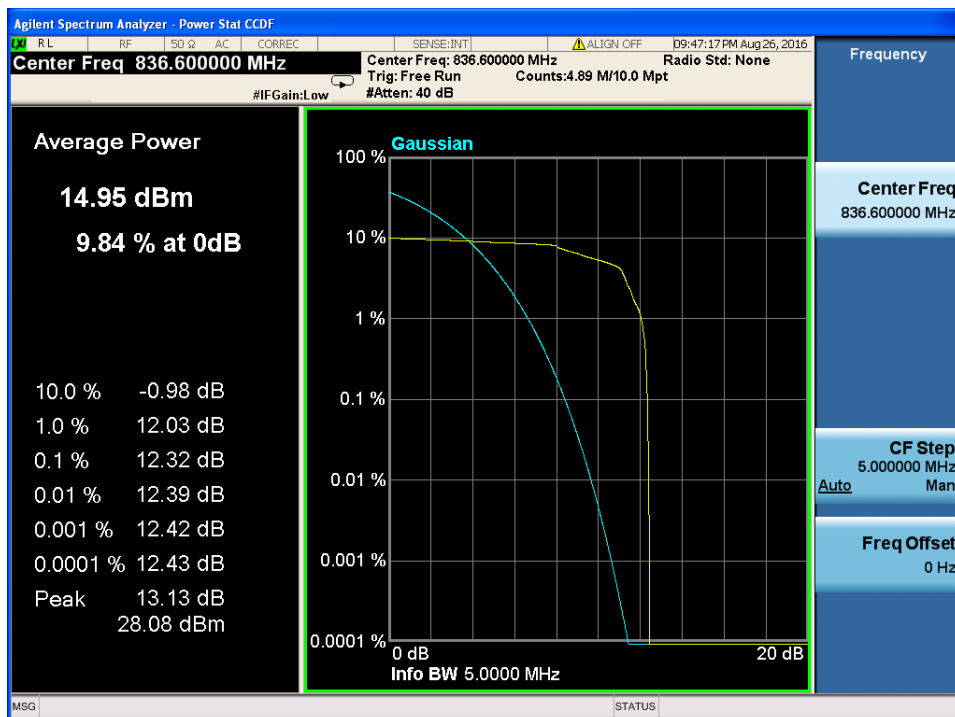 Agilent Spectrum Analyzer - Power Stat CCDF
LXI RL RF 50 Ω AC CORREC SENSE:INT ALIGN OFF 09:47:17 PM Aug 26, 2016
Center Freq 836.600000 MHz
Center Freq: 836.600000 MHz Radio Std: None
Trig: Free Run Counts:4.89 M/10.0 Mpt
#IFGain:Low #Atten: 40 dB
Average Power
14.95 dBm
9.84 % at 0dB
10.0 % -0.98 dB
1.0 % 12.03 dB
0.1 % 12.32 dB
0.01 % 12.39 dB
0.001 % 12.42 dB
0.0001 % 12.43 dB
Peak 13.13 dB
28.08 dBm
Gaussian
100 %
10 %
1 %
0.1 %
0.01 %
0.001 %
0.0001 %
0 dB 20 dB
Info BW 5.0000 MHz
Frequency
Center Freq
836.600000 MHz
CF Step
5.000000 MHz
Auto Man
Freq Offset
0 Hz
MSG STATUS